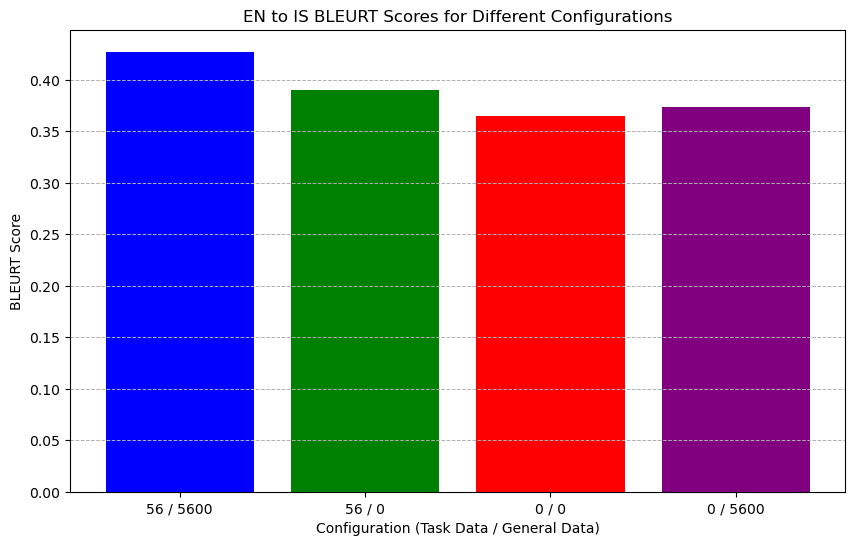 EN to IS BLEURT Scores for Different Configurations
BLEURT Score
0.40
0.35
0.30
0.25
0.20
0.15
0.10
0.05
0.00
56 / 5600
56 / 0
0 / 0
0 / 5600
Configuration (Task Data / General Data)